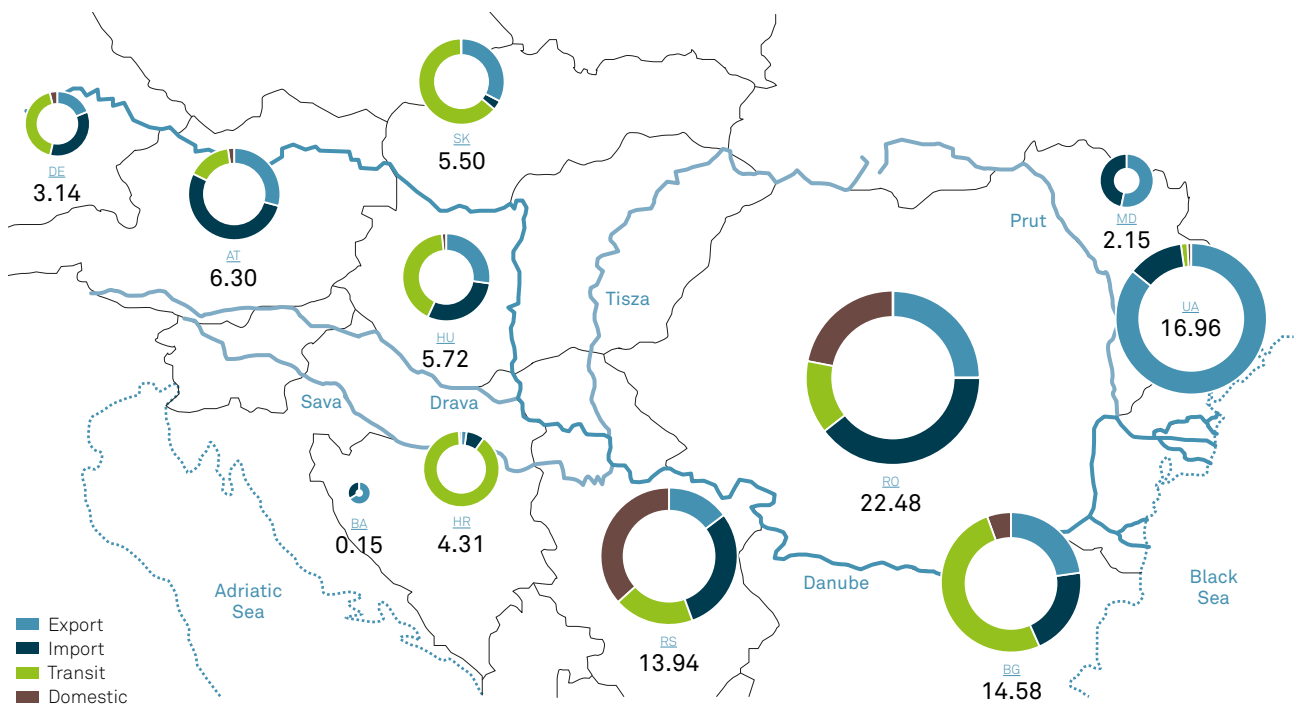 SK
5.50
DE
3.14
AT
6.30
MD
2.15
Prut
UA
16.96
Tisza
HU
5.72
Sava
Drava
RO
22.48
BA
0.15
HR
4.31
RS
13.94
Danube
BG
14.58
Adriatic
Sea
Black
Sea
Export
Import
Transit
Domestic